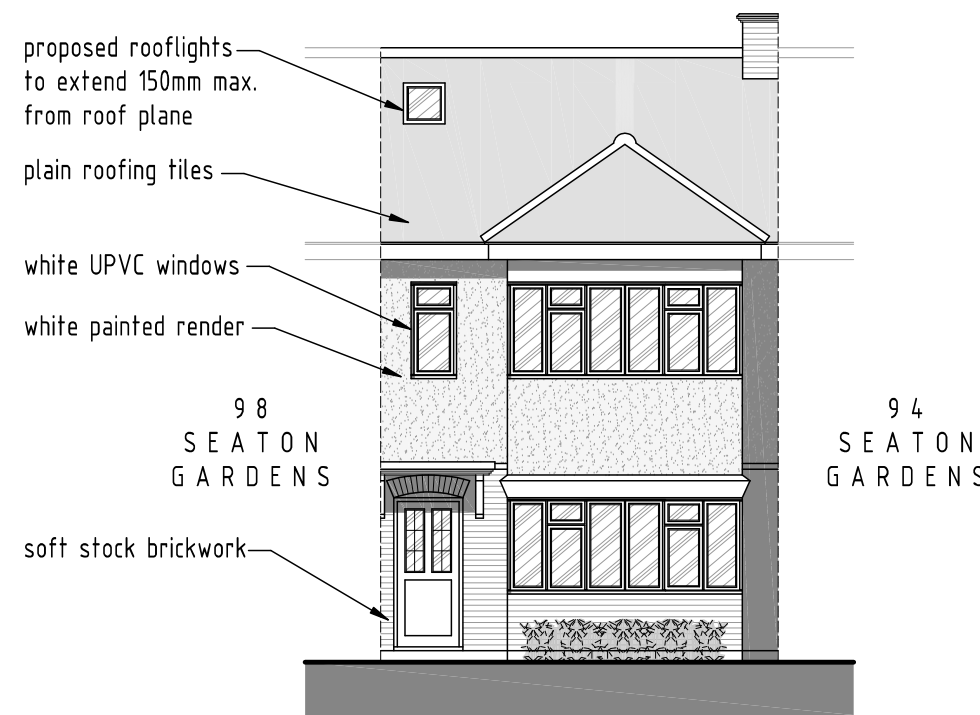 proposed rooflights
to extend 150mm max.
from roof plane
plain roofing tiles
white UPVC windows
white painted render
98
SEATON
GARDENS
94
SEATON
GARDENS
soft stock brickwork